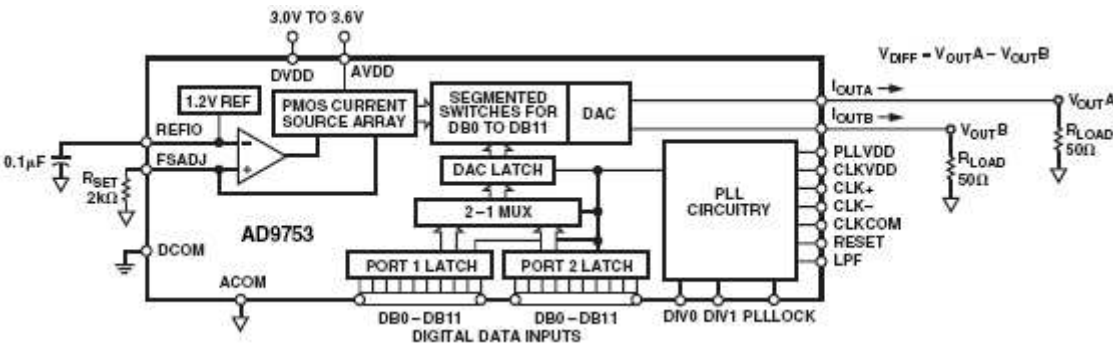 3.0V TO 3.6V
DVDD
AVDD
V_DIFF = V_OUTA – V_OUTB
1.2V REF
PMOS CURRENT
SOURCE ARRAY
SEGMENTED
SWITCHES FOR
DB0 TO DB11
DAC
I_OUTA
V_OUTA
I_OUTB
V_OUTB
R_LOAD
50Ω
R_LOAD
50Ω
REFIO
0.1μF
FSADJ
R_SET
2kΩ
DAC LATCH
2–1 MUX
PLL
CIRCUITRY
PLLVDD
CLKVDD
CLK+
CLK–
CLKCOM
RESET
LPF
AD9753
DCOM
ACOM
PORT 1 LATCH
PORT 2 LATCH
DB0–DB11
DB0–DB11
DIGITAL DATA INPUTS
DIV0 DIV1 PLLLOCK